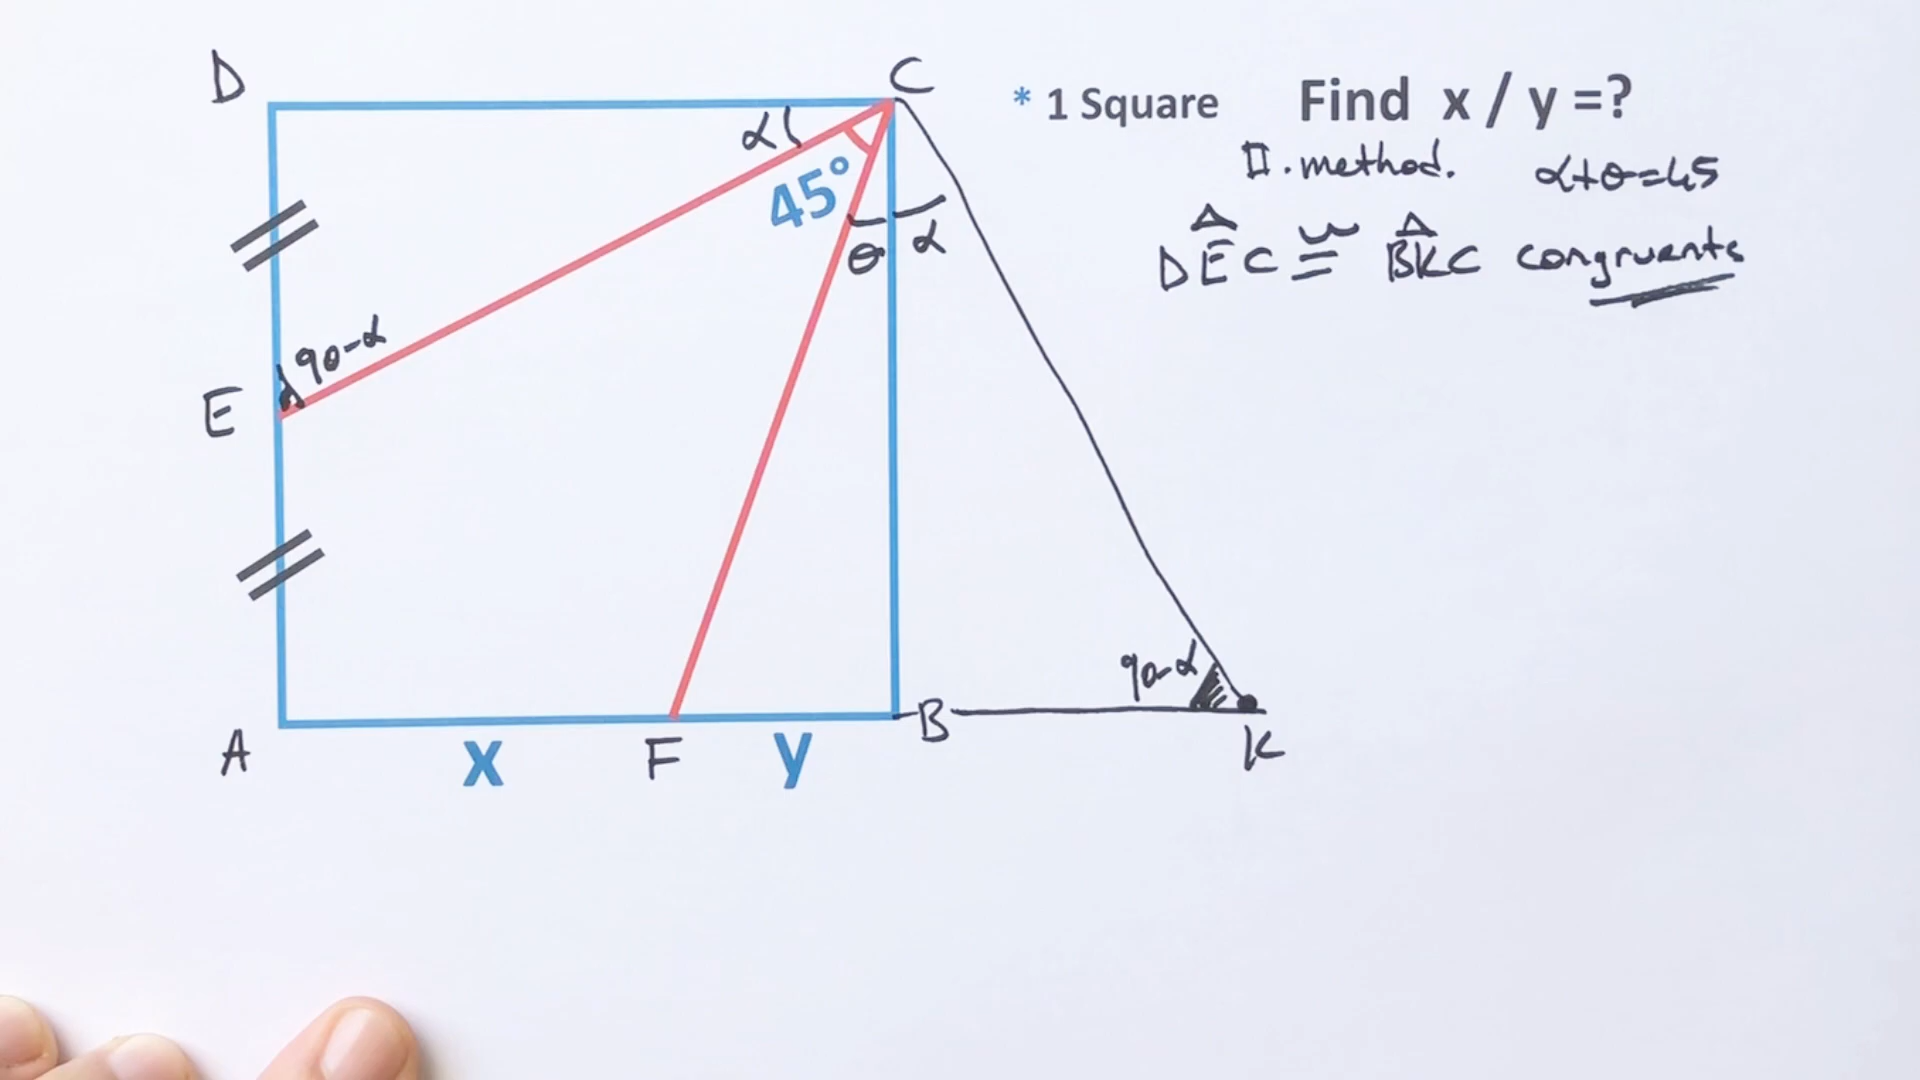 D
C
* 1 Square Find x / y =?
α
II. method. α+θ=45
45°
θ α
DEC ≅ BKC congruents
90-α
E
90-α
A x F y B K